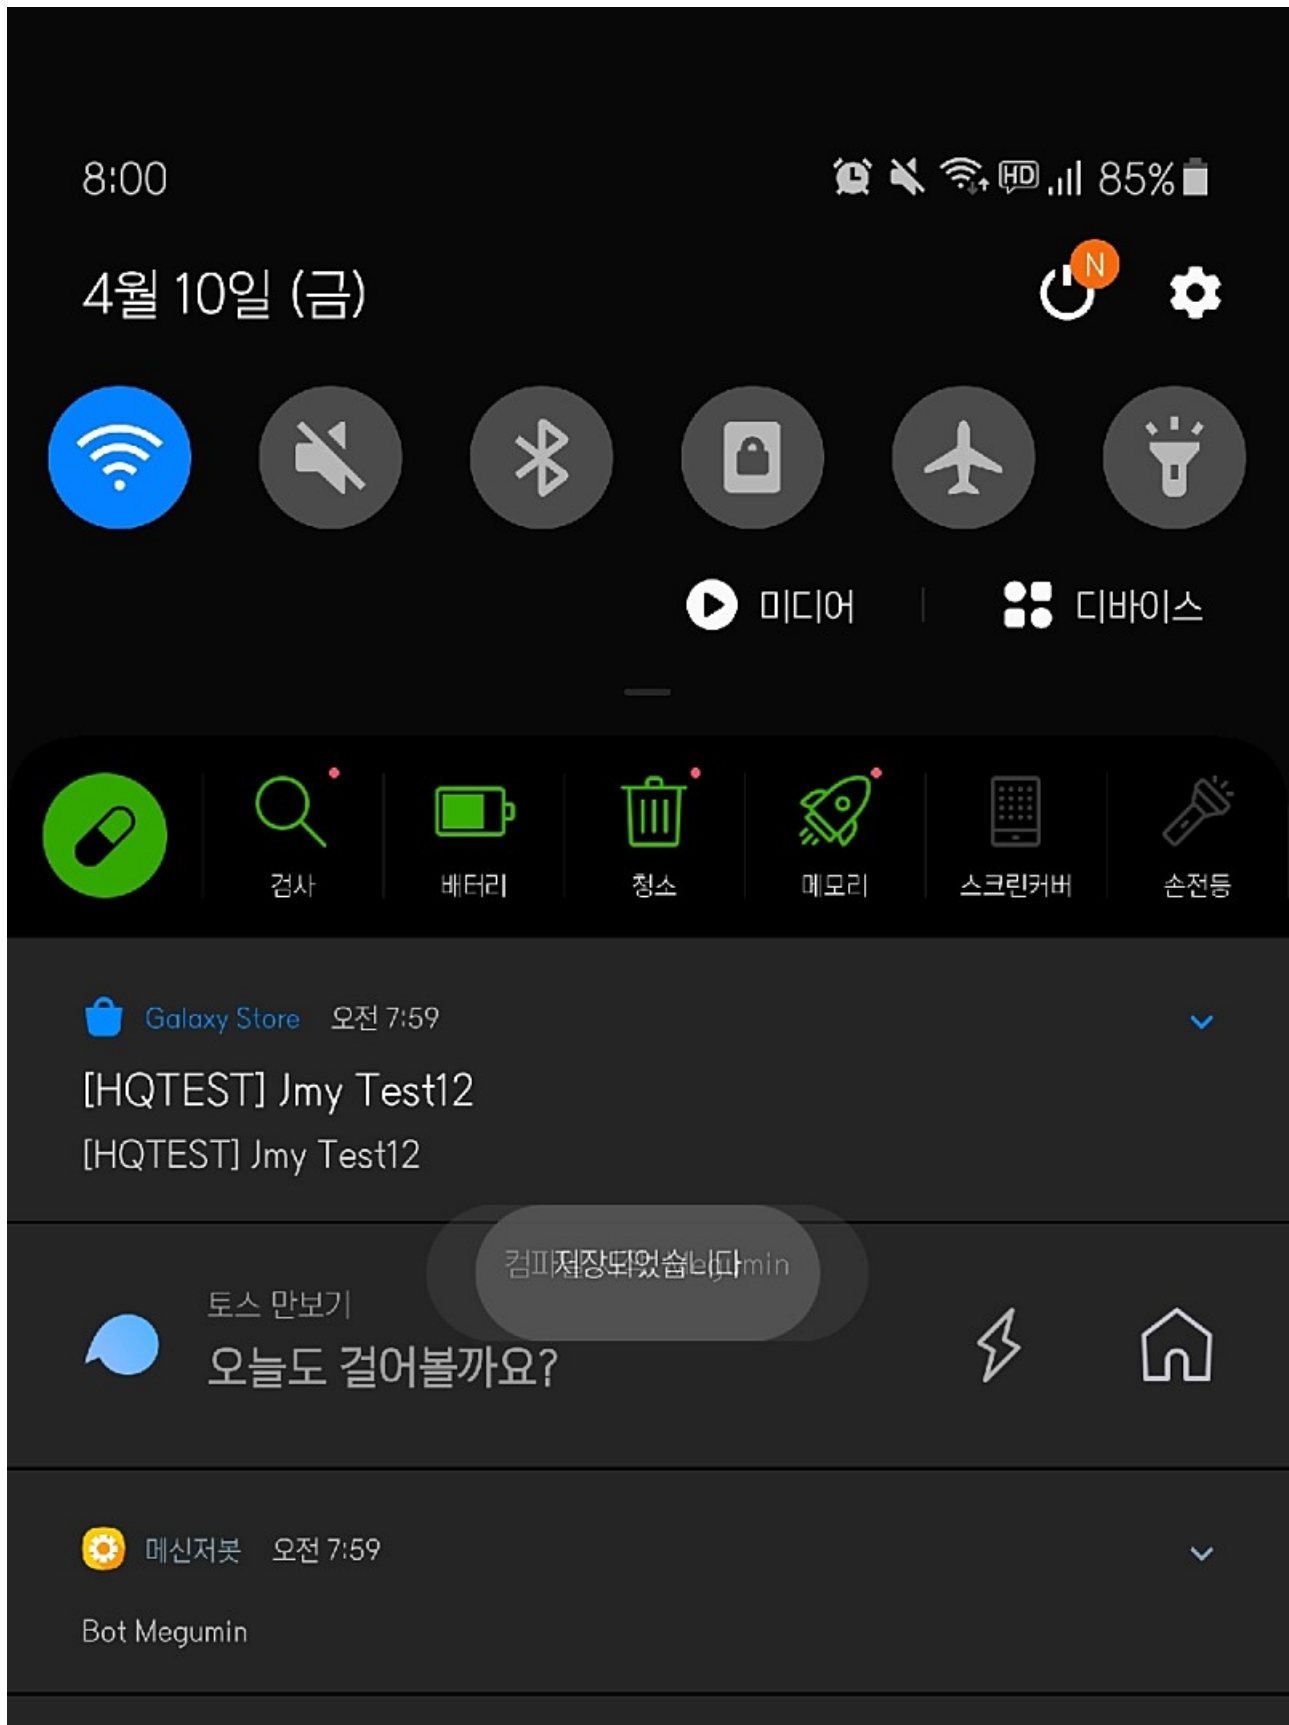 8:00 HD 85%
4월 10일 (금) N
미디어 디바이스
검사 배터리 청소 메모리 스크린커버 손전등
Galaxy Store 오전 7:59
[HQTEST] Jmy Test12
[HQTEST] Jmy Test12
저장되었습니다
토스 만보기
오늘도 걸어볼까요?
메신저봇 오전 7:59
Bot Megumin